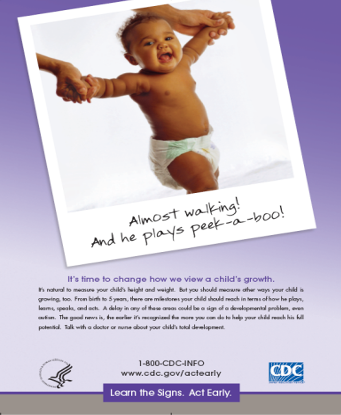 Almost walking!
And he plays peek-a-boo!
It's time to change how we view a child's growth.
It's natural to measure your child's height and weight. But you should measure other ways your child is
growing, too. From birth to 5 years, there are milestones your child should reach in terms of how he plays,
learns, speaks, and acts. A delay in any of these areas could be a sign of a developmental problem, even
autism. The good news is, the earlier it's recognized the more you can do to help your child reach his full
potential. Talk with a doctor or nurse about your child's total development.
1-800-CDC-INFO
www.cdc.gov/actearly
CDC
Learn the Signs. Act Early.